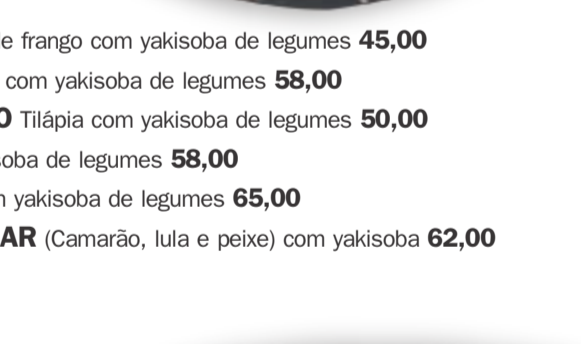 e frango com yakisoba de legumes 45,00
com yakisoba de legumes 58,00
O Tilápia com yakisoba de legumes 50,00
soba de legumes 58,00
m yakisoba de legumes 65,00
AR (Camarão, lula e peixe) com yakisoba 62,00